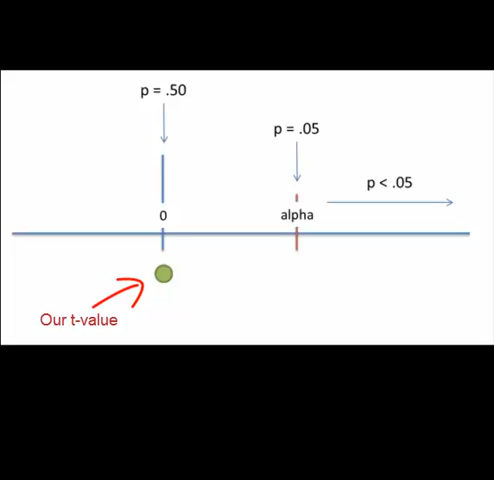 p = .50
p = .05
p < .05
0
alpha
Our t-value